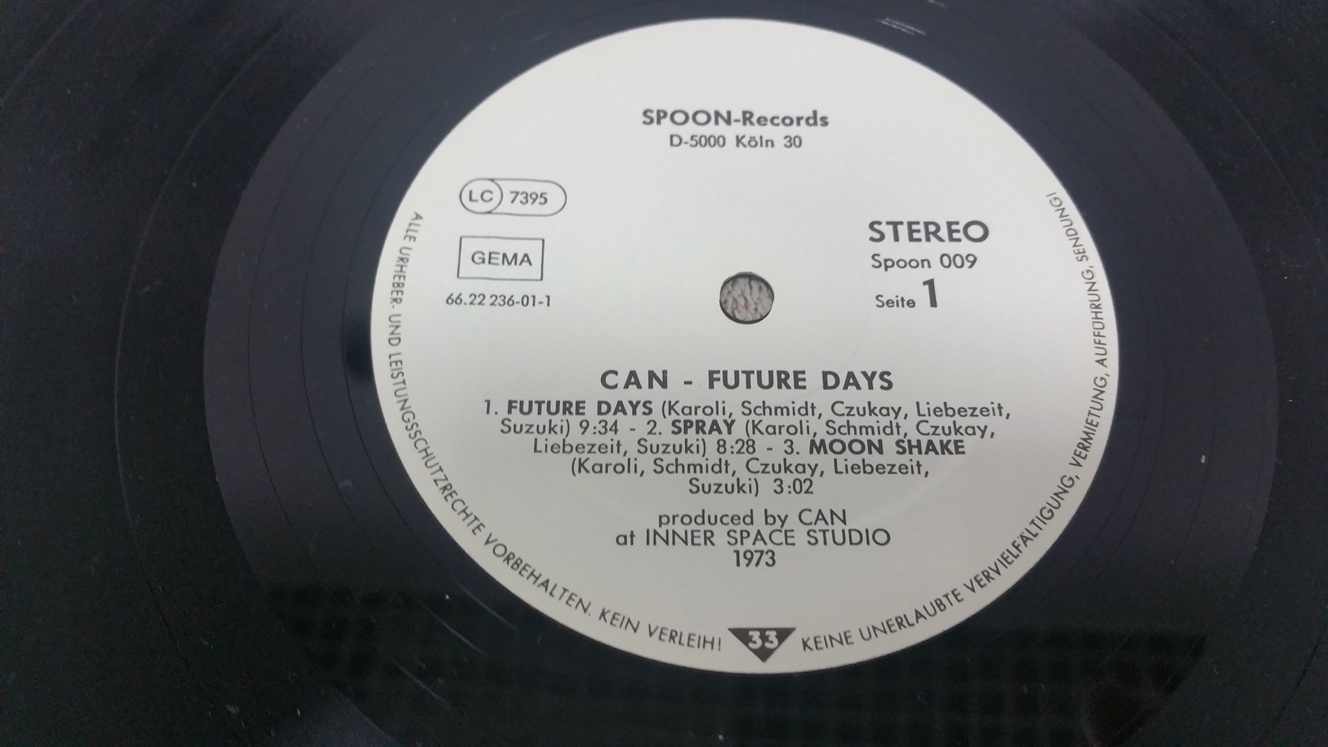 SPOON-Records
D-5000 Köln 30
LC 7395
GEMA
66.22 236-01-1
STEREO
Spoon 009
Seite 1
CAN - FUTURE DAYS
1. FUTURE DAYS (Karoli, Schmidt, Czukay, Liebezeit,
Suzuki) 9:34 - 2. SPRAY (Karoli, Schmidt, Czukay,
Liebezeit, Suzuki) 8:28 - 3. MOON SHAKE
(Karoli, Schmidt, Czukay, Liebezeit,
Suzuki) 3:02
produced by CAN
at INNER SPACE STUDIO
1973
ALLE URHEBER- UND LEISTUNGSSCHUTZRECHTE VORBEHALTEN. KEIN VERLEIH!
33
KEINE UNERLAUBTE VERVIELFÄLTIGUNG, VERMIETUNG, AUFFÜHRUNG, SENDUNG!